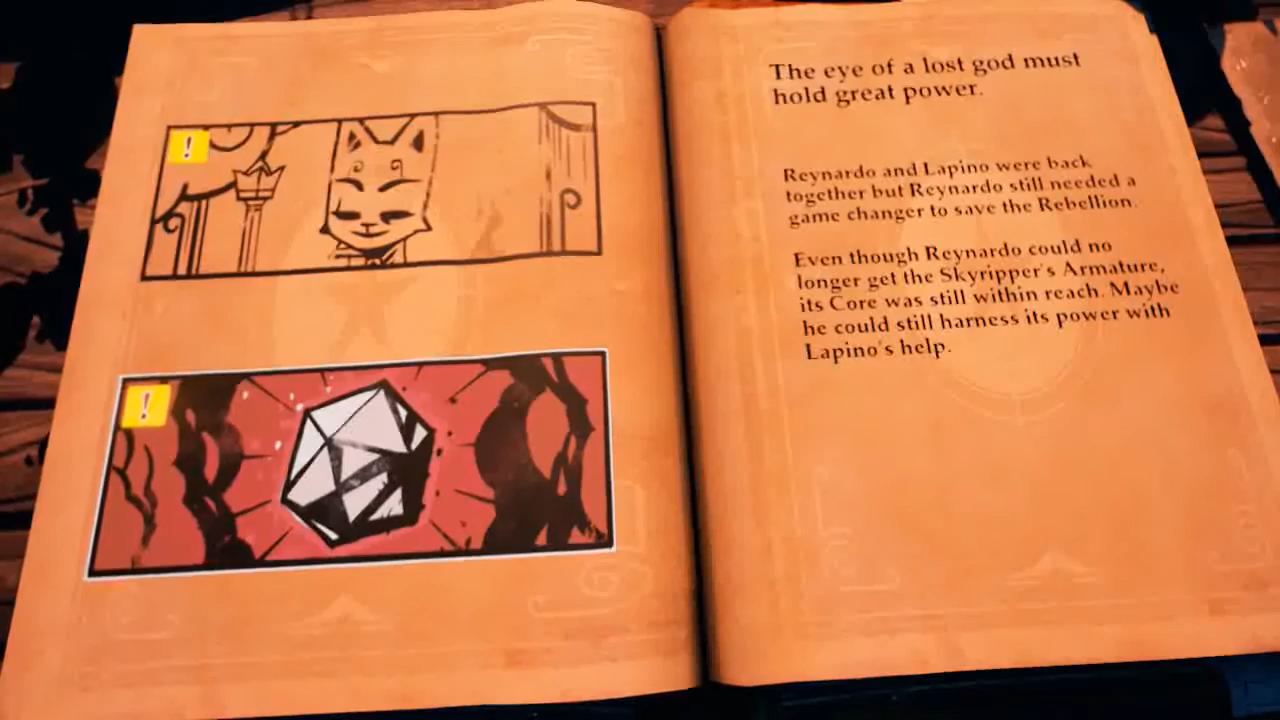 !
!
The eye of a lost god must
hold great power.
Reynardo and Lapino were back
together but Reynardo still needed a
game changer to save the Rebellion.
Even though Reynardo could no
longer get the Skyripper's Armature,
its Core was still within reach. Maybe
he could still harness its power with
Lapino's help.